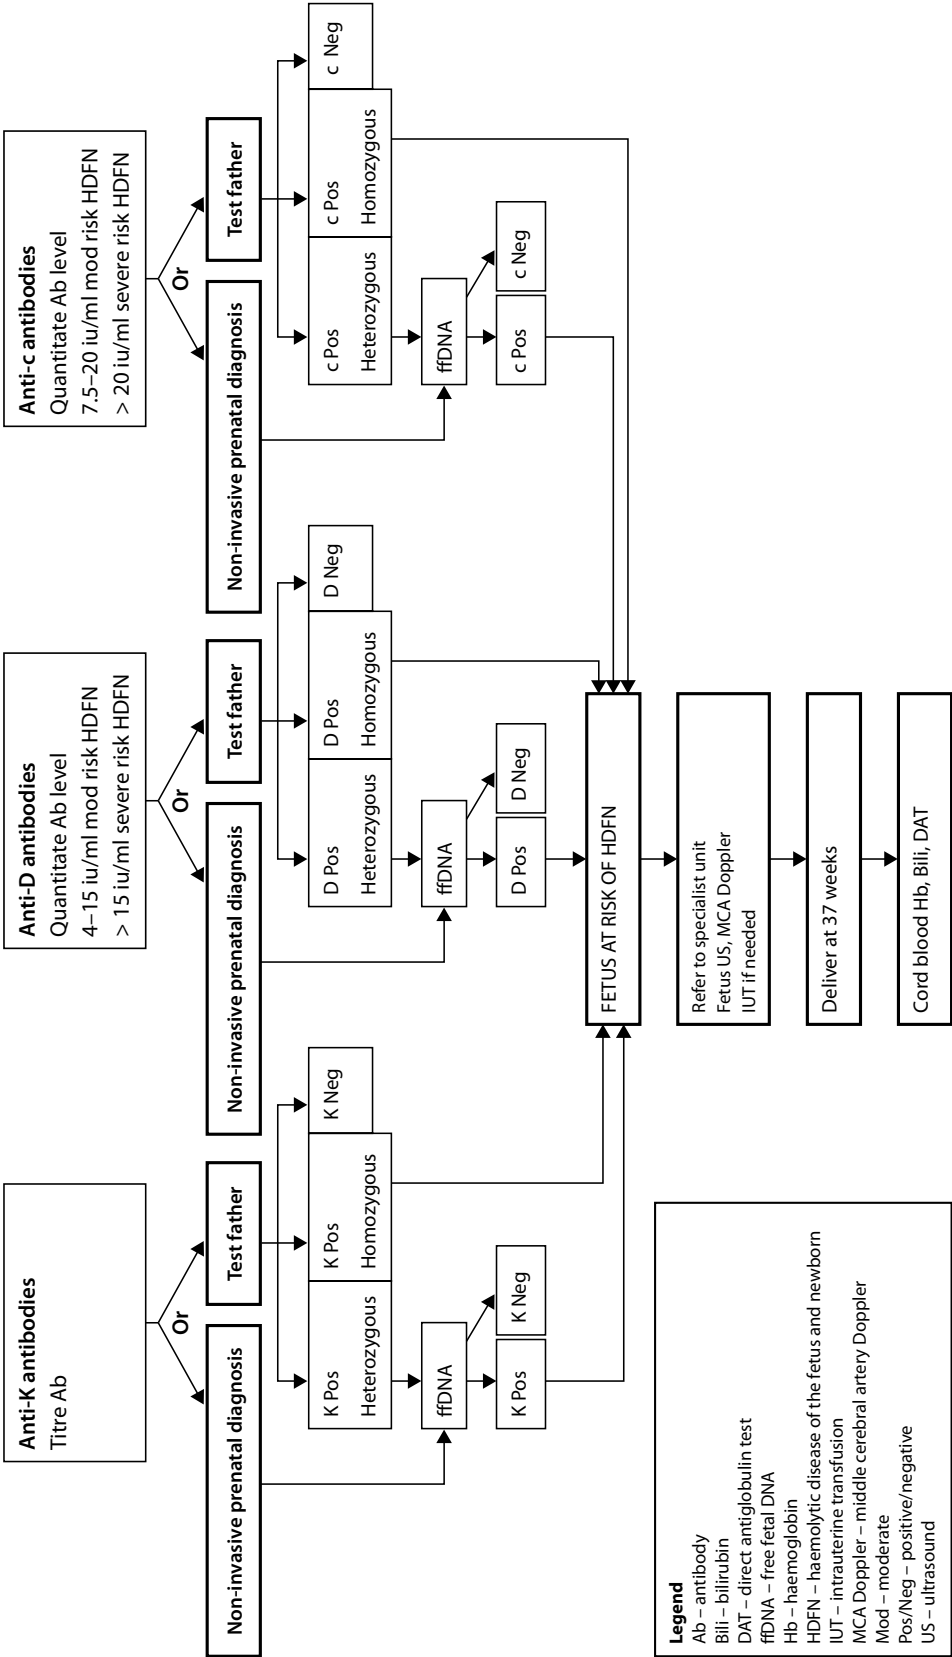 Anti-K antibodies
Titre Ab
Or
Non-invasive prenatal diagnosis
Test father
K Pos
Heterozygous
K Pos
Homozygous
K Neg
ffDNA
K Pos
K Neg
Anti-D antibodies
Quantitate Ab level
4–15 iu/ml mod risk HDFN
> 15 iu/ml severe risk HDFN
Or
Non-invasive prenatal diagnosis
Test father
D Pos
Heterozygous
D Pos
Homozygous
D Neg
ffDNA
D Pos
D Neg
Anti-c antibodies
Quantitate Ab level
7.5–20 iu/ml mod risk HDFN
> 20 iu/ml severe risk HDFN
Or
Non-invasive prenatal diagnosis
Test father
c Pos
Heterozygous
c Pos
Homozygous
c Neg
ffDNA
c Pos
c Neg
FETUS AT RISK OF HDFN
Refer to specialist unit
Fetus US, MCA Doppler
IUT if needed
Deliver at 37 weeks
Cord blood Hb, Bili, DAT
Legend
Ab – antibody
Bili – bilirubin
DAT – direct antiglobulin test
ffDNA – free fetal DNA
Hb – haemoglobin
HDFN – haemolytic disease of the fetus and newborn
IUT – intrauterine transfusion
MCA Doppler – middle cerebral artery Doppler
Mod – moderate
Pos/Neg – positive/negative
US – ultrasound